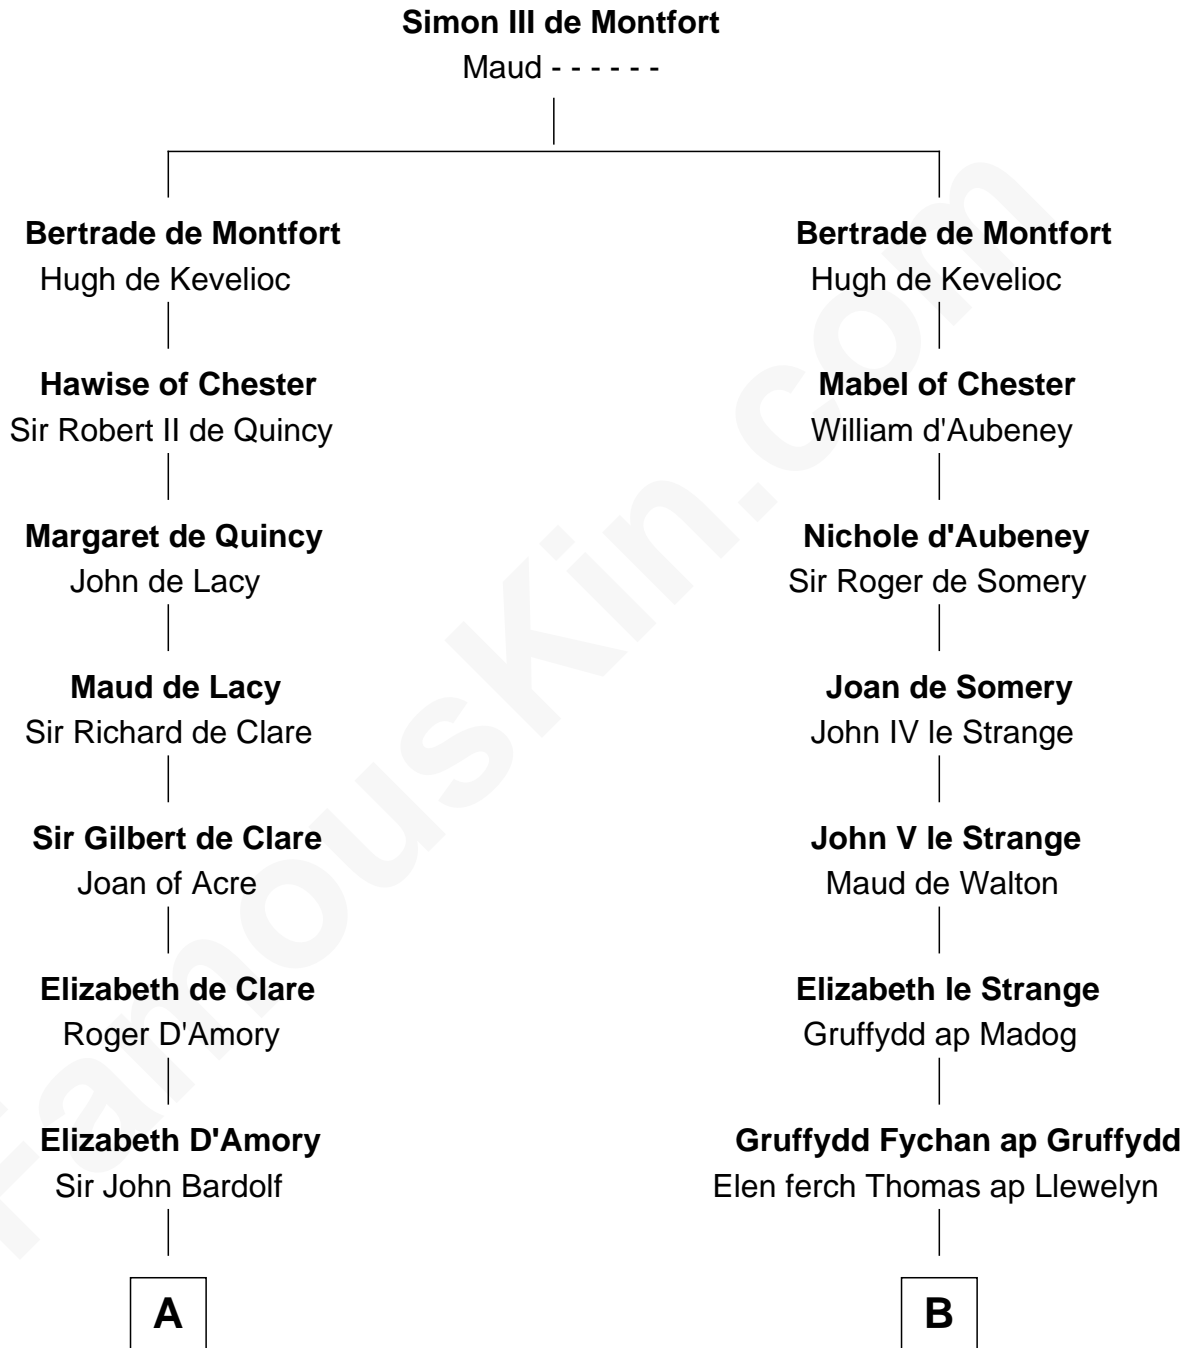 Simon III de Montfort
Maud - - - - - -
Bertrade de Montfort
Hugh de Kevelioc
Hawise of Chester
Sir Robert II de Quincy
Margaret de Quincy
John de Lacy
Maud de Lacy
Sir Richard de Clare
Sir Gilbert de Clare
Joan of Acre
Elizabeth de Clare
Roger D'Amory
Elizabeth D'Amory
Sir John Bardolf
A
Bertrade de Montfort
Hugh de Kevelioc
Mabel of Chester
William d'Aubeney
Nichole d'Aubeney
Sir Roger de Somery
Joan de Somery
John IV le Strange
John V le Strange
Maud de Walton
Elizabeth le Strange
Gruffydd ap Madog
Gruffydd Fychan ap Gruffydd
Elen ferch Thomas ap Llewelyn
B
FamousKin.com